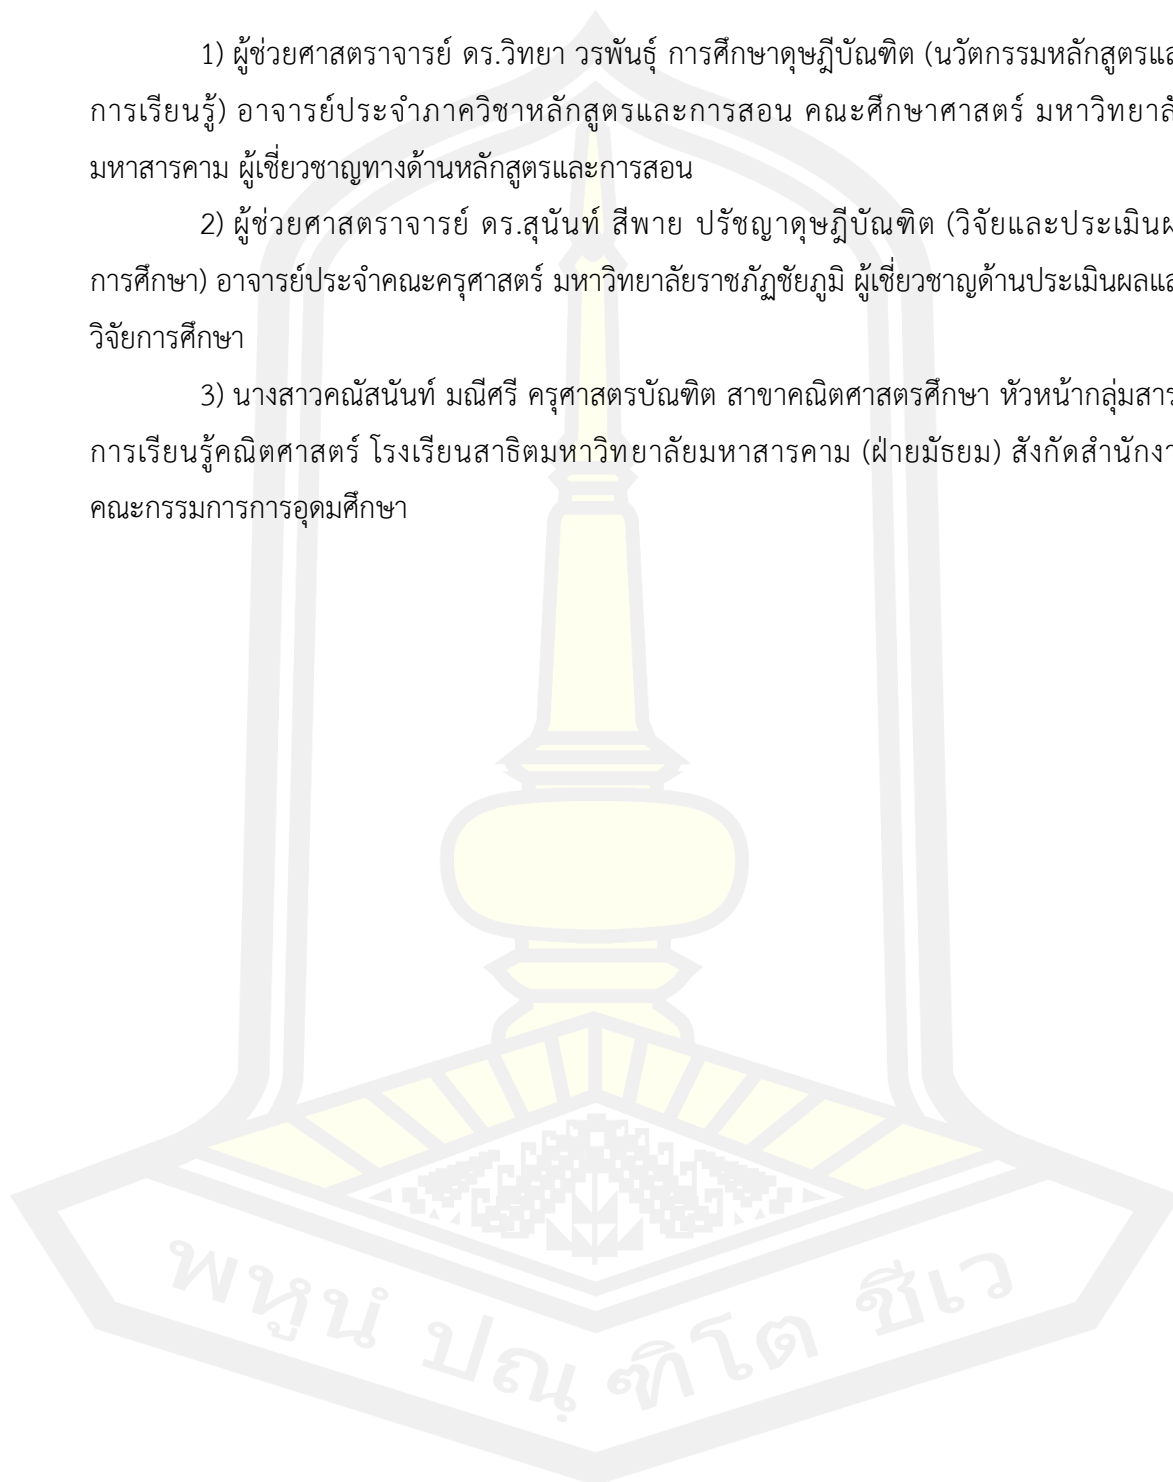 1) ผู้ช่วยศาสตราจารย์ ดร.วิทยา วรพันธุ์ การศึกษาดุษฎีบัณฑิต (นวัตกรรมหลักสูตรแล
การเรียนรู้) อาจารย์ประจำภาควิชาหลักสูตรและการสอน คณะศึกษาศาสตร์ มหาวิทยาลั
มหาสารคาม ผู้เชี่ยวชาญทางด้านหลักสูตรและการสอน
2) ผู้ช่วยศาสตราจารย์ ดร.สุนันท์ สีพาย ปรัชญาดุษฎีบัณฑิต (วิจัยและประเมินผ
การศึกษา) อาจารย์ประจำคณะครุศาสตร์ มหาวิทยาลัยราชภัฏชัยภูมิ ผู้เชี่ยวชาญด้านประเมินผลแล
วิจัยการศึกษา
3) นางสาวคณัสนันท์ มณีศรี ครุศาสตรบัณฑิต สาขาคณิตศาสตรศึกษา หัวหน้ากลุ่มสาร
การเรียนรู้คณิตศาสตร์ โรงเรียนสาธิตมหาวิทยาลัยมหาสารคาม (ฝ่ายมัธยม) สังกัดสำนักงา
คณะกรรมการการอุดมศึกษา
พหูนํ ปณฺฑิโต ชีเว